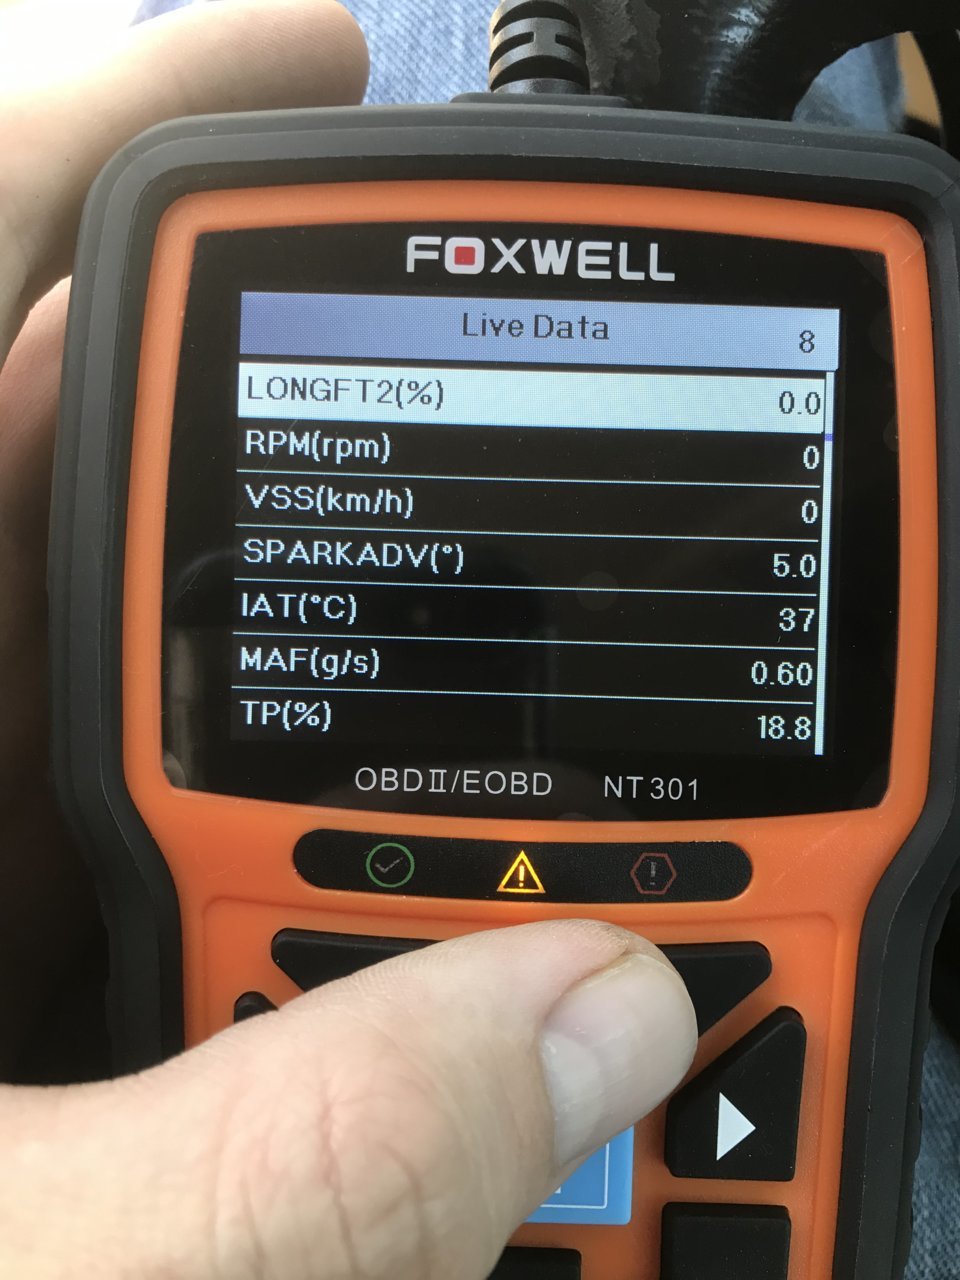 FOXWELL
Live Data 8
LONGFT2(%) 0.0
RPM(rpm) 0
VSS(km/h) 0
SPARKADV(°) 5.0
IAT(°C) 37
MAF(g/s) 0.60
TP(%) 18.8
OBDII/EOBD NT301